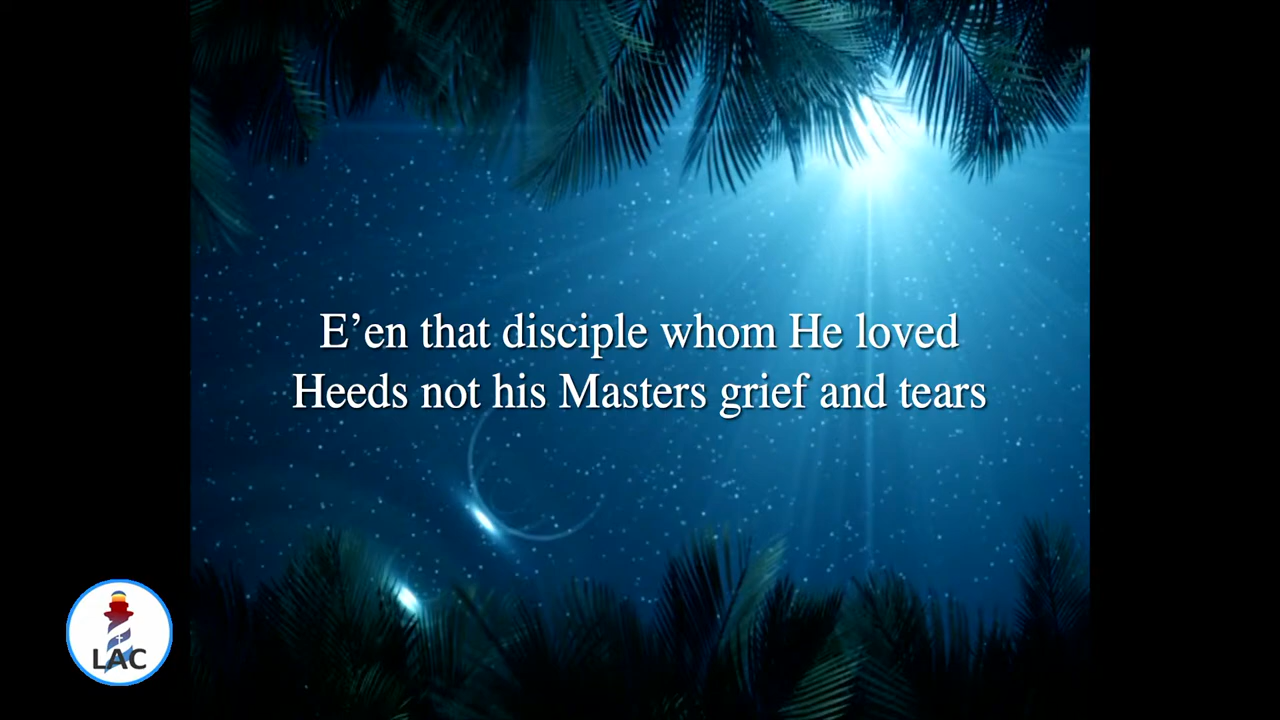 E’en that disciple whom He loved
Heeds not his Masters grief and tears
LAC